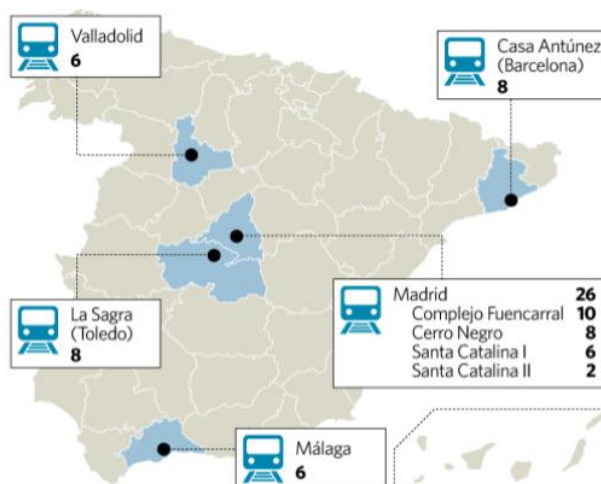 Valladolid
6
Casa Antúnez
(Barcelona)
8
La Sagra
(Toledo)
8
Madrid 26
Complejo Fuencarral 10
Cerro Negro 8
Santa Catalina I 6
Santa Catalina II 2
Málaga
6